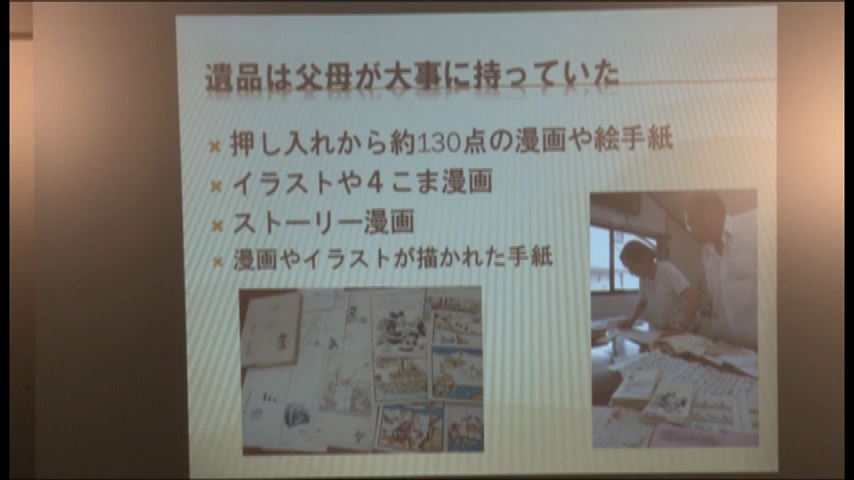 遺品は父母が大事に持っていた
押し入れから約130点の漫画や絵手紙
イラストや４こま漫画
ストーリー漫画
漫画やイラストが描かれた手紙